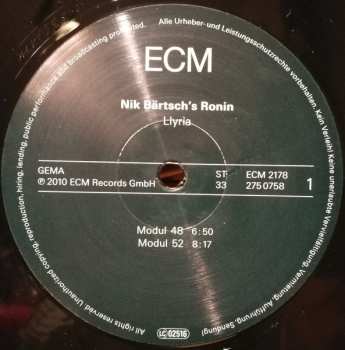 ECM
Nik Bärtsch's Ronin
Llyria
GEMA ST ECM 2178
℗ 2010 ECM Records GmbH 33 275 0758 1
Modul 48 6:50
Modul 52 8:17
Alle Urheber- und Leistungsschutzrechte vorbehalten. Kein Verleih! Keine unerlaubte Vervielfältigung, Vermietung, Aufführung, Sendung!
LC 02516
All rights reserved. Unauthorized copying, reproduction, hiring, lending, public performance and broadcasting prohibited.